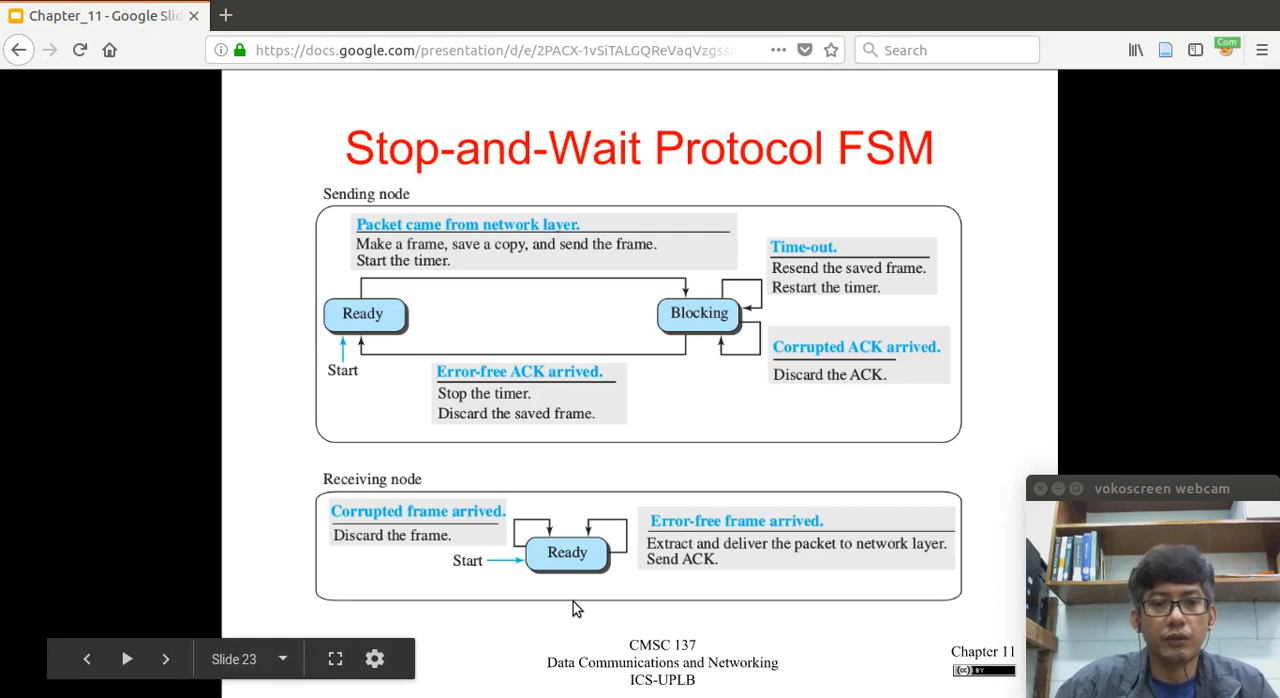 Chapter_11 - Google Slid
https://docs.google.com/presentation/d/e/2PACX-1vSiTALGQReVaqVzgss
Search
Com
Stop-and-Wait Protocol FSM
Sending node
Packet came from network layer.
Make a frame, save a copy, and send the frame.
Start the timer.
Time-out.
Resend the saved frame.
Restart the timer.
Ready
Blocking
Start
Corrupted ACK arrived.
Discard the ACK.
Error-free ACK arrived.
Stop the timer.
Discard the saved frame.
Receiving node
Corrupted frame arrived.
Discard the frame.
Start
Ready
Error-free frame arrived.
Extract and deliver the packet to network layer.
Send ACK.
vokoscreen webcam
Slide 23
CMSC 137
Data Communications and Networking
ICS-UPLB
Chapter 11
(cc) BY